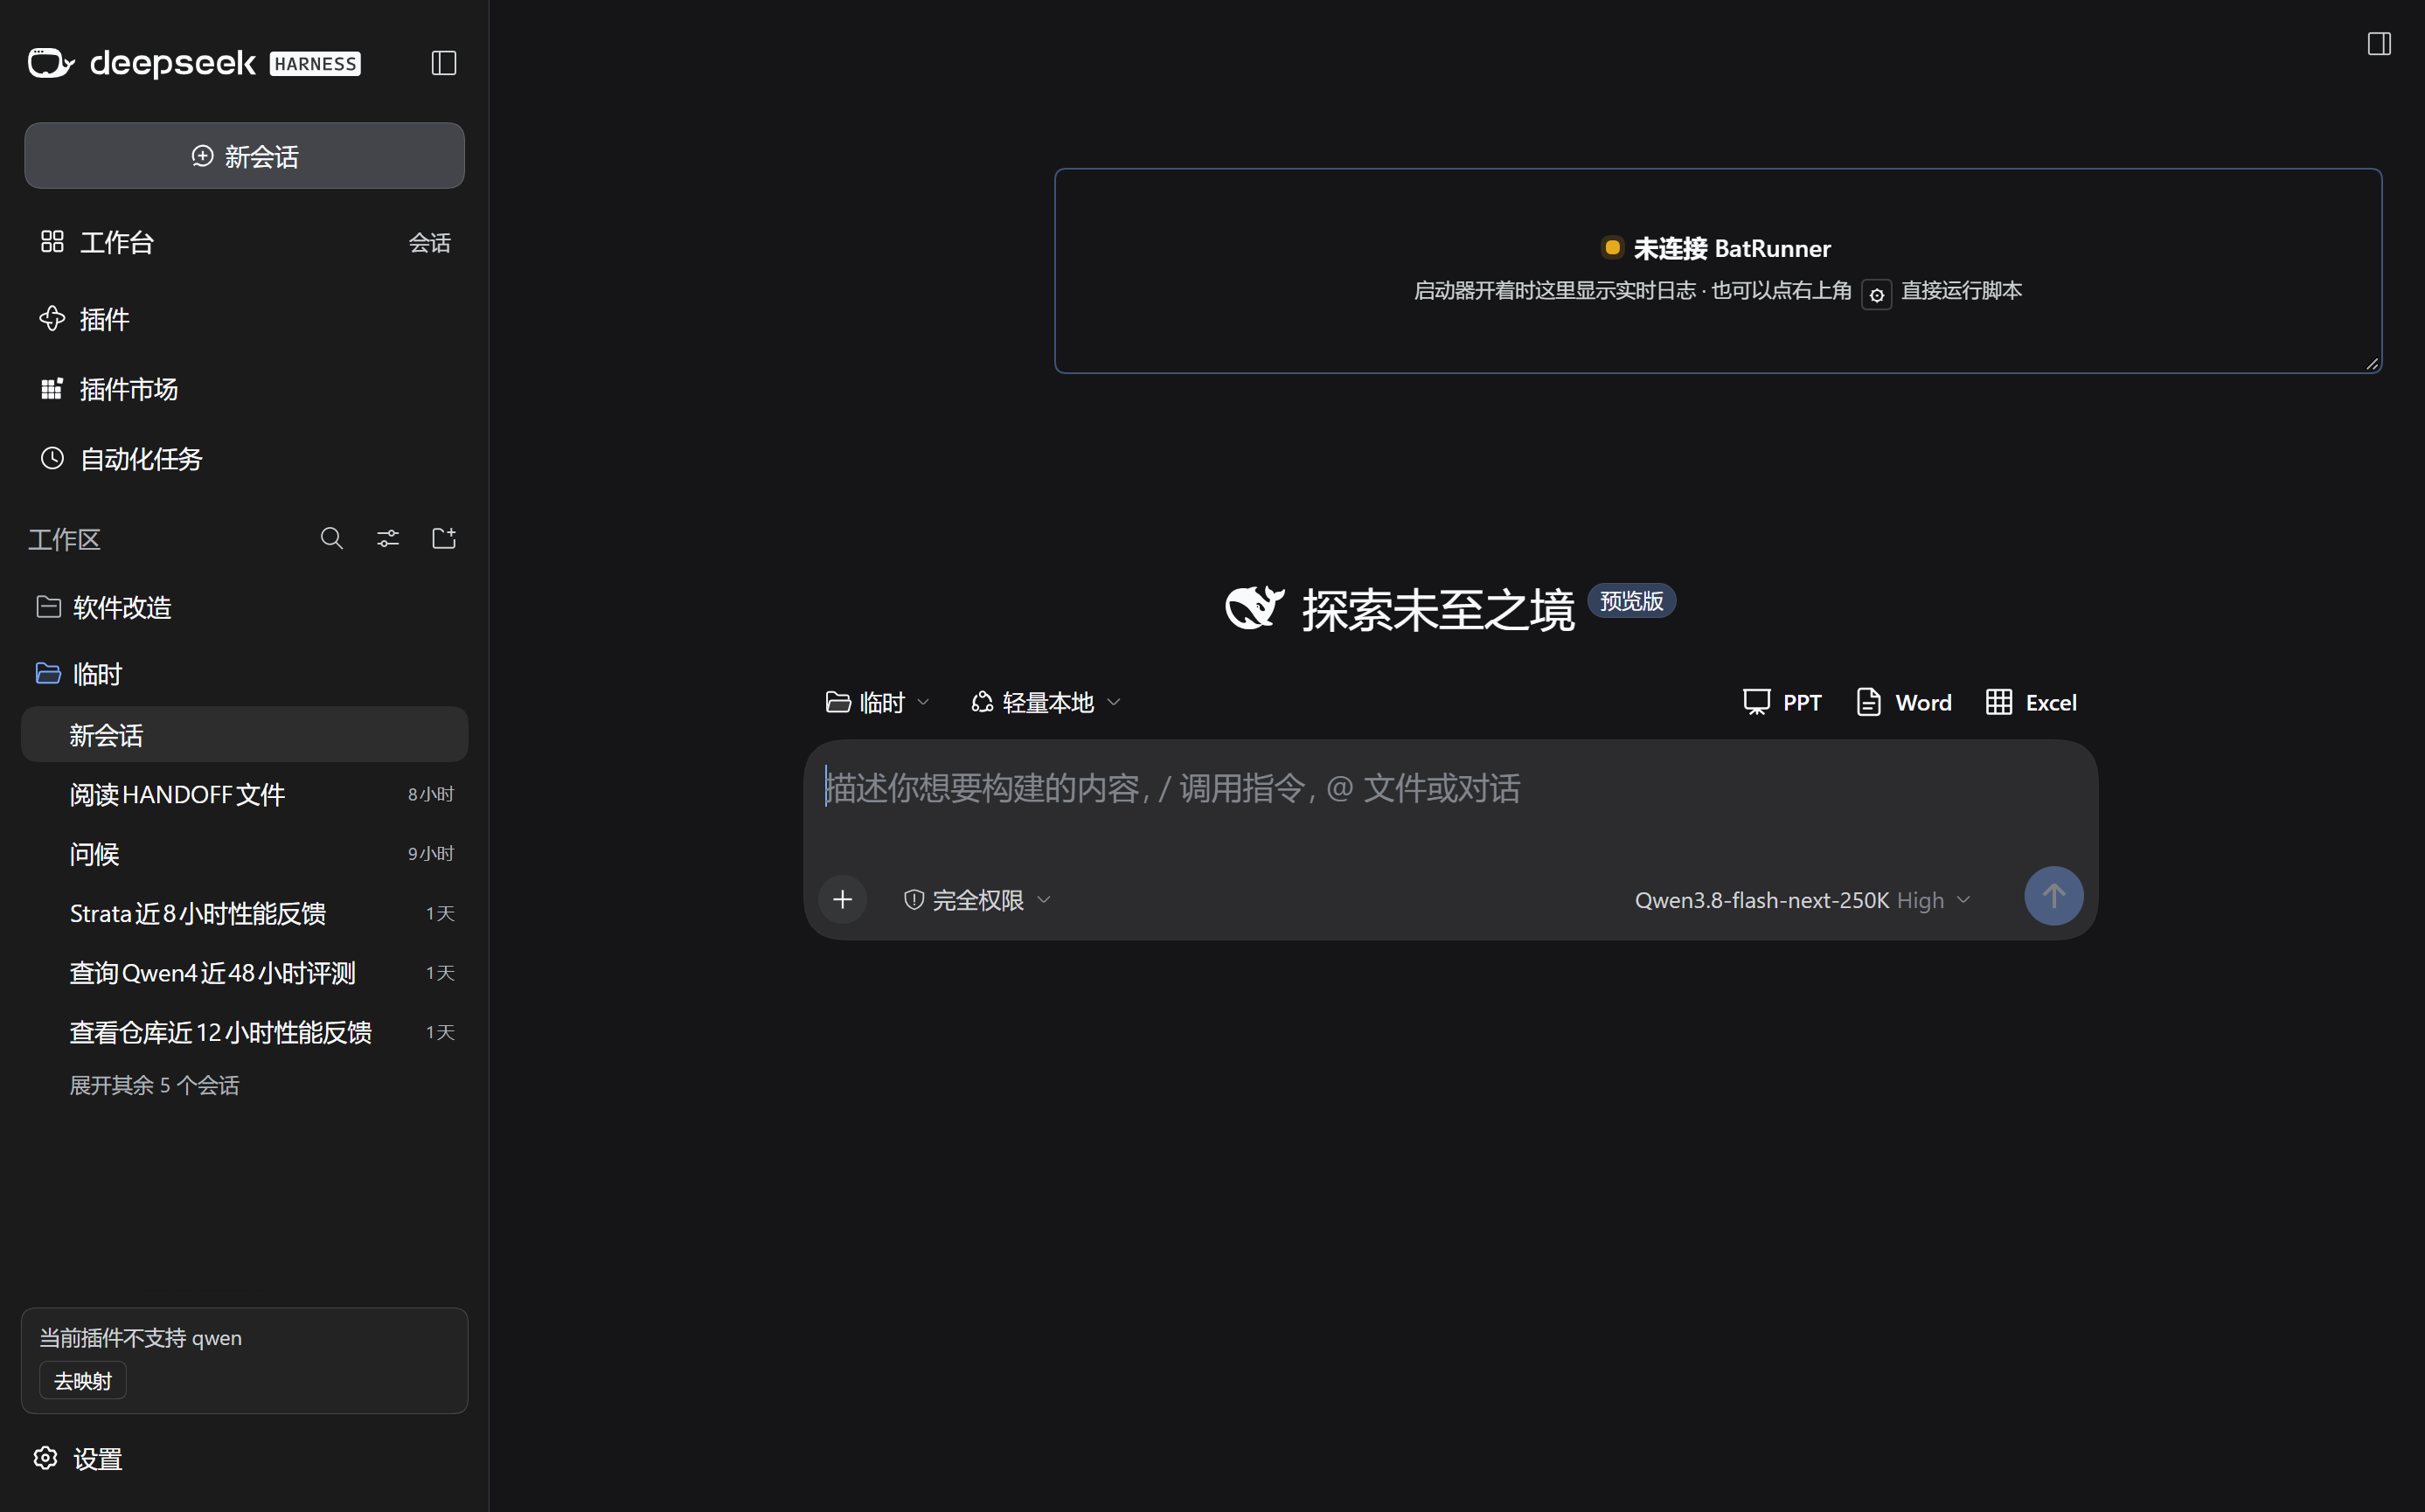 deepseek HARNESS
新会话
工作台 会话
插件
插件市场
自动化任务
工作区
软件改造
临时
新会话
阅读HANDOFF文件 8小时
问候 9小时
Strata近8小时性能反馈 1天
查询Qwen4近48小时评测 1天
查看仓库近12小时性能反馈 1天
展开其余 5 个会话
当前插件不支持 qwen
去映射
设置
未连接 BatRunner
启动器开着时这里显示实时日志 · 也可以点右上角 直接运行脚本
探索未至之境 预览版
临时 轻量本地 PPT Word Excel
描述你想要构建的内容, / 调用指令, @ 文件或对话
完全权限 Qwen3.8-flash-next-250K High